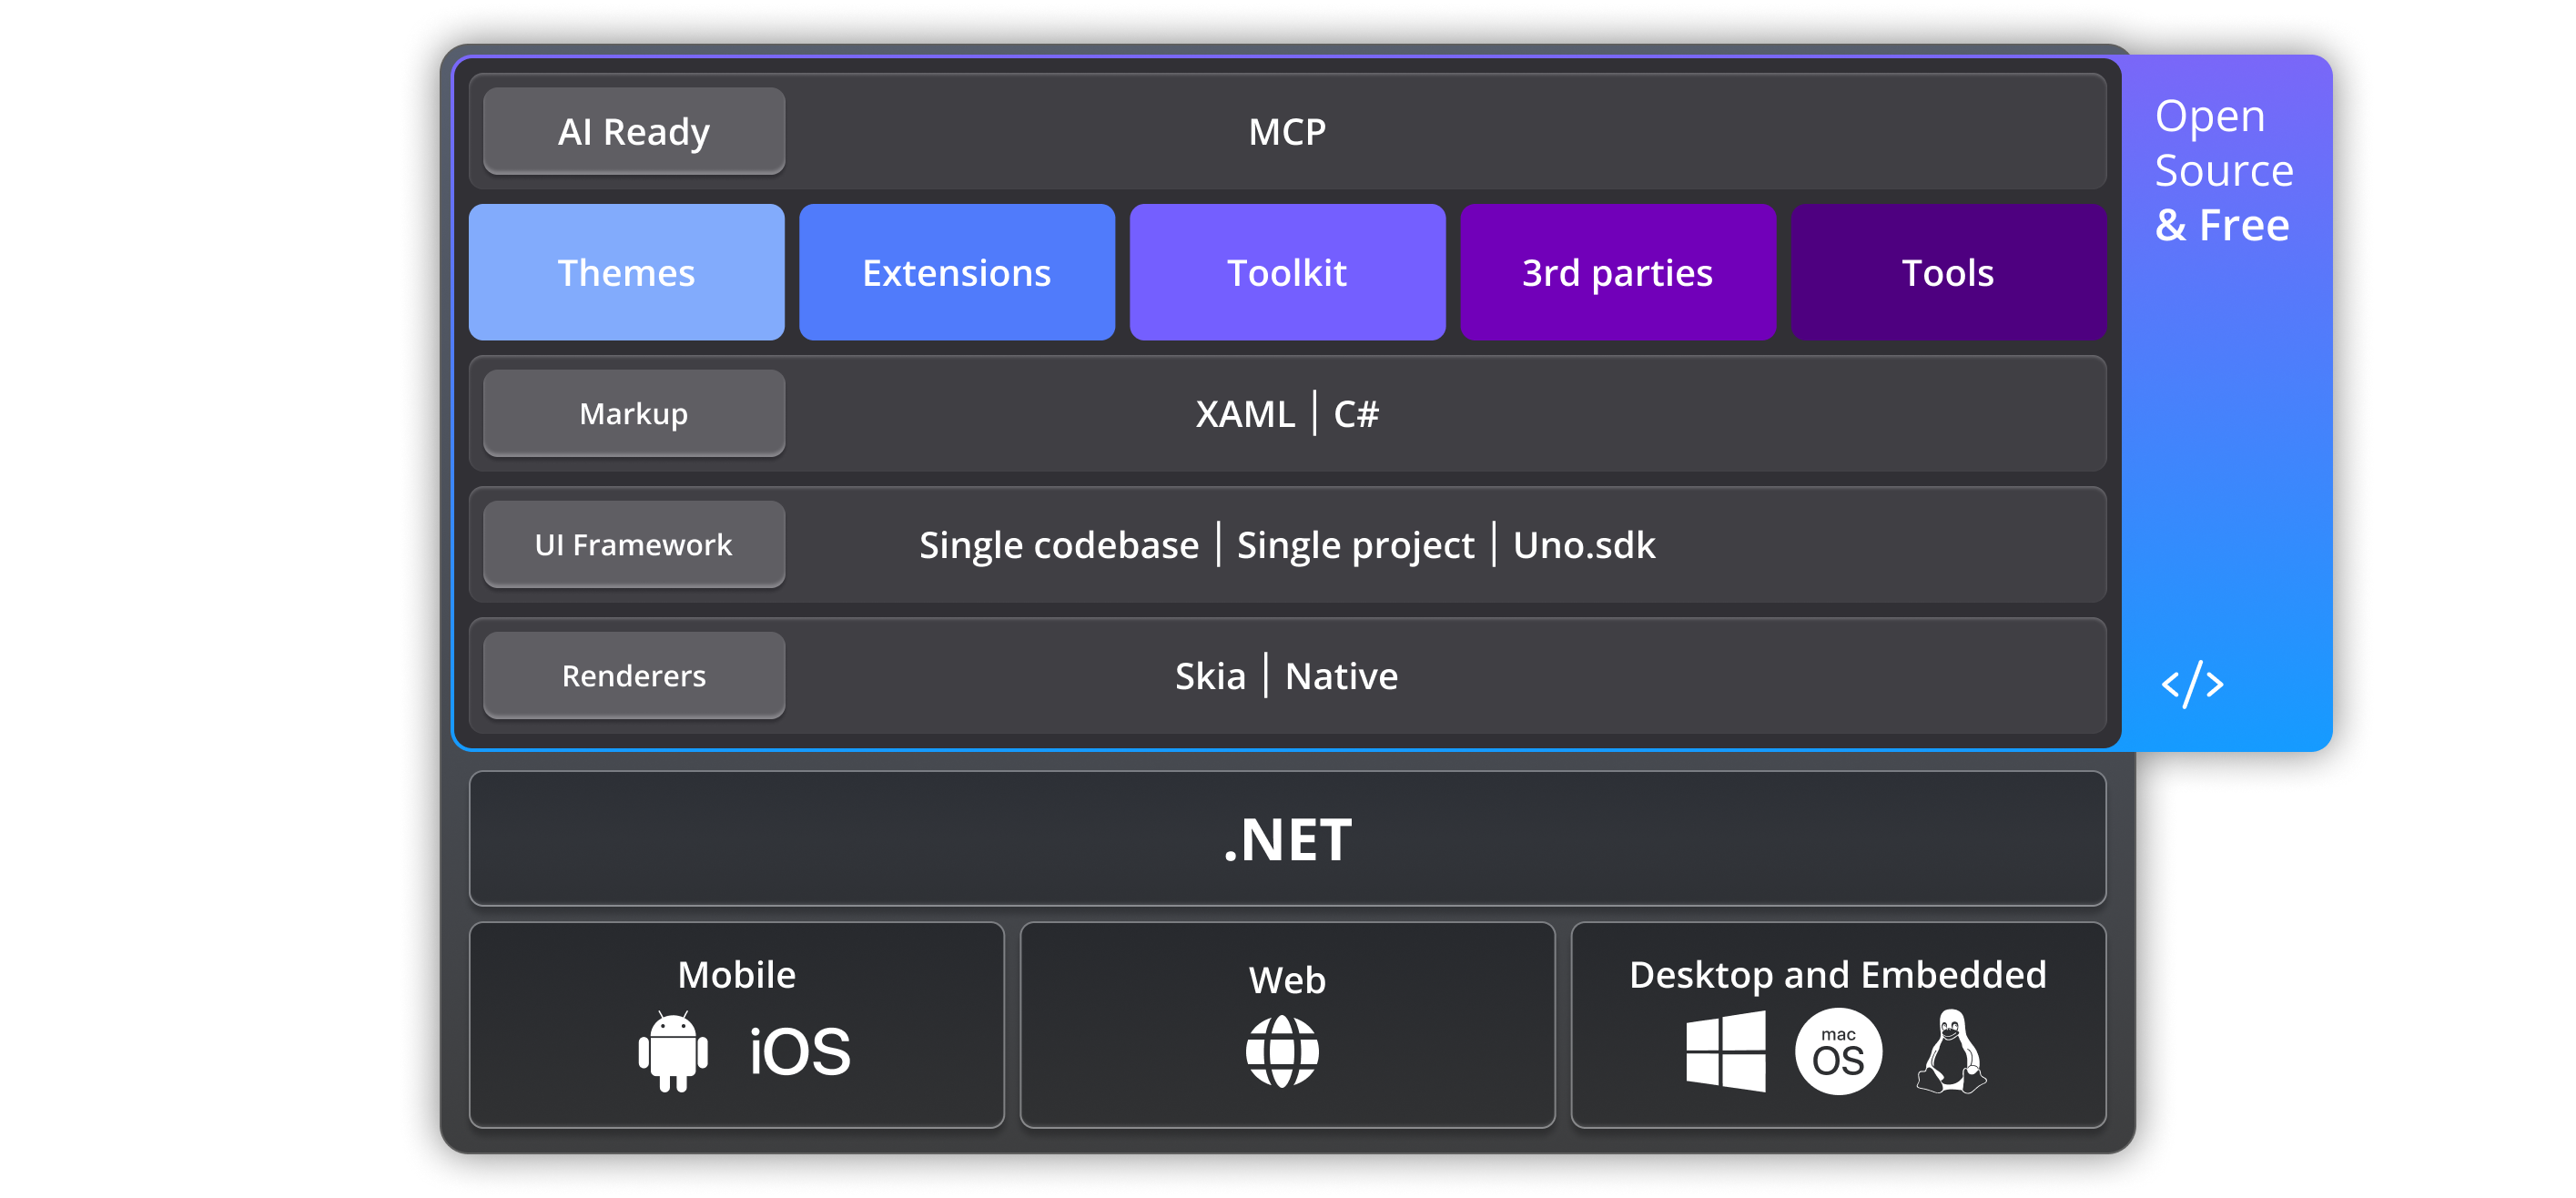 AI Ready
MCP
Open
Source
& Free
Themes
Extensions
Toolkit
3rd parties
Tools
Markup
XAML | C#
UI Framework
Single codebase | Single project | Uno.sdk
Renderers
Skia | Native
</>
.NET
Mobile
iOS
Web
Desktop and Embedded
mac
OS